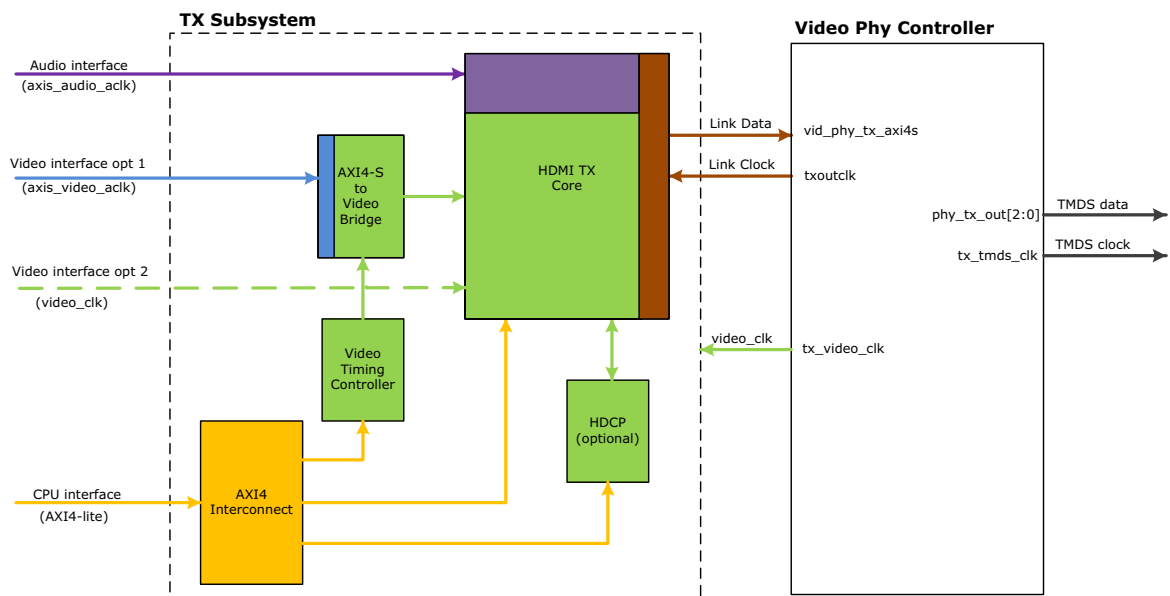 TX Subsystem
Video Phy Controller
Audio interface
(axis_audio_aclk)
Video interface opt 1
(axis_video_aclk)
AXI4-S
to
Video
Bridge
HDMI TX
Core
Link Data
vid_phy_tx_axi4s
Link Clock
txoutclk
phy_tx_out[2:0]
TMDS data
tx_tmds_clk
TMDS clock
Video interface opt 2
(video_clk)
video_clk
tx_video_clk
Video
Timing
Controller
HDCP
(optional)
CPU interface
(AXI4-lite)
AXI4
Interconnect